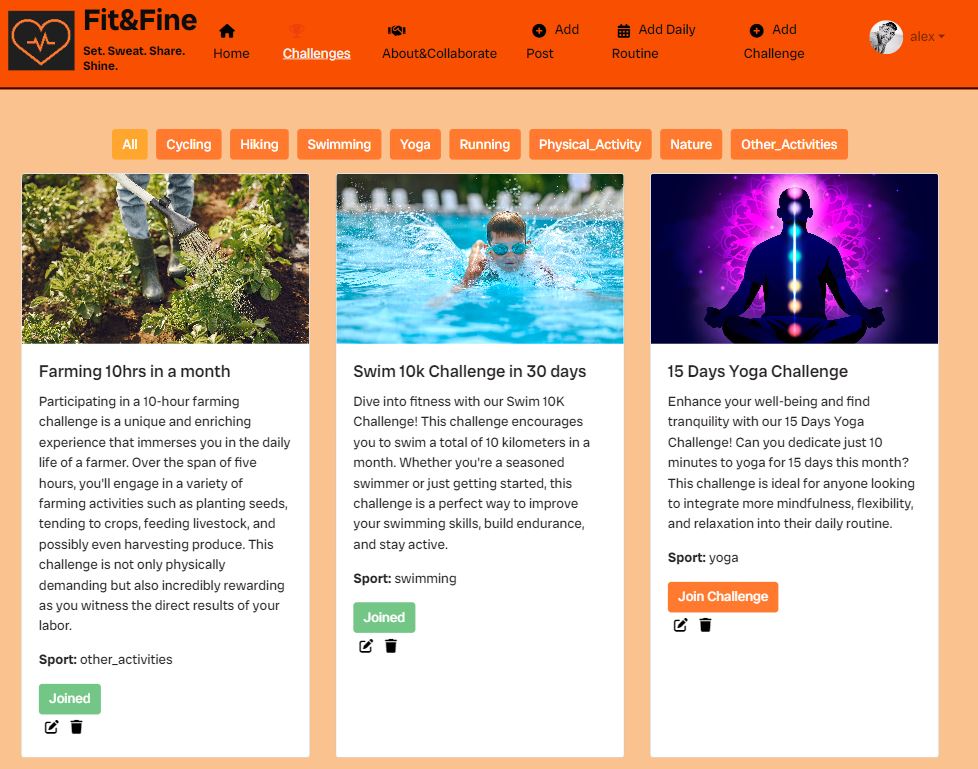 Fit&Fine
Set. Sweat. Share.
Shine.
Home
Challenges
About&Collaborate
Add
Post
Add Daily
Routine
Add
Challenge
alex
All
Cycling
Hiking
Swimming
Yoga
Running
Physical_Activity
Nature
Other_Activities
Farming 10hrs in a month
Participating in a 10-hour farming
challenge is a unique and enriching
experience that immerses you in the daily
life of a farmer. Over the span of five
hours, you'll engage in a variety of
farming activities such as planting seeds,
tending to crops, feeding livestock, and
possibly even harvesting produce. This
challenge is not only physically
demanding but also incredibly rewarding
as you witness the direct results of your
labor.
Sport: other_activities
Joined
Swim 10k Challenge in 30 days
Dive into fitness with our Swim 10K
Challenge! This challenge encourages
you to swim a total of 10 kilometers in a
month. Whether you're a seasoned
swimmer or just getting started, this
challenge is a perfect way to improve
your swimming skills, build endurance,
and stay active.
Sport: swimming
Joined
15 Days Yoga Challenge
Enhance your well-being and find
tranquility with our 15 Days Yoga
Challenge! Can you dedicate just 10
minutes to yoga for 15 days this month?
This challenge is ideal for anyone looking
to integrate more mindfulness, flexibility,
and relaxation into their daily routine.
Sport: yoga
Join Challenge